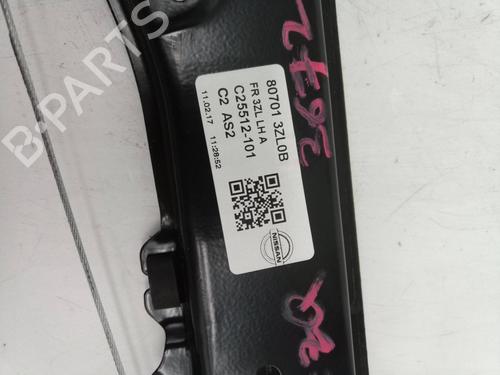 80701 3ZL0B
FR 3ZL LH A
C25512-101
C2 AS2
11.02.17 11:28:52
NISSAN
B-PARTS